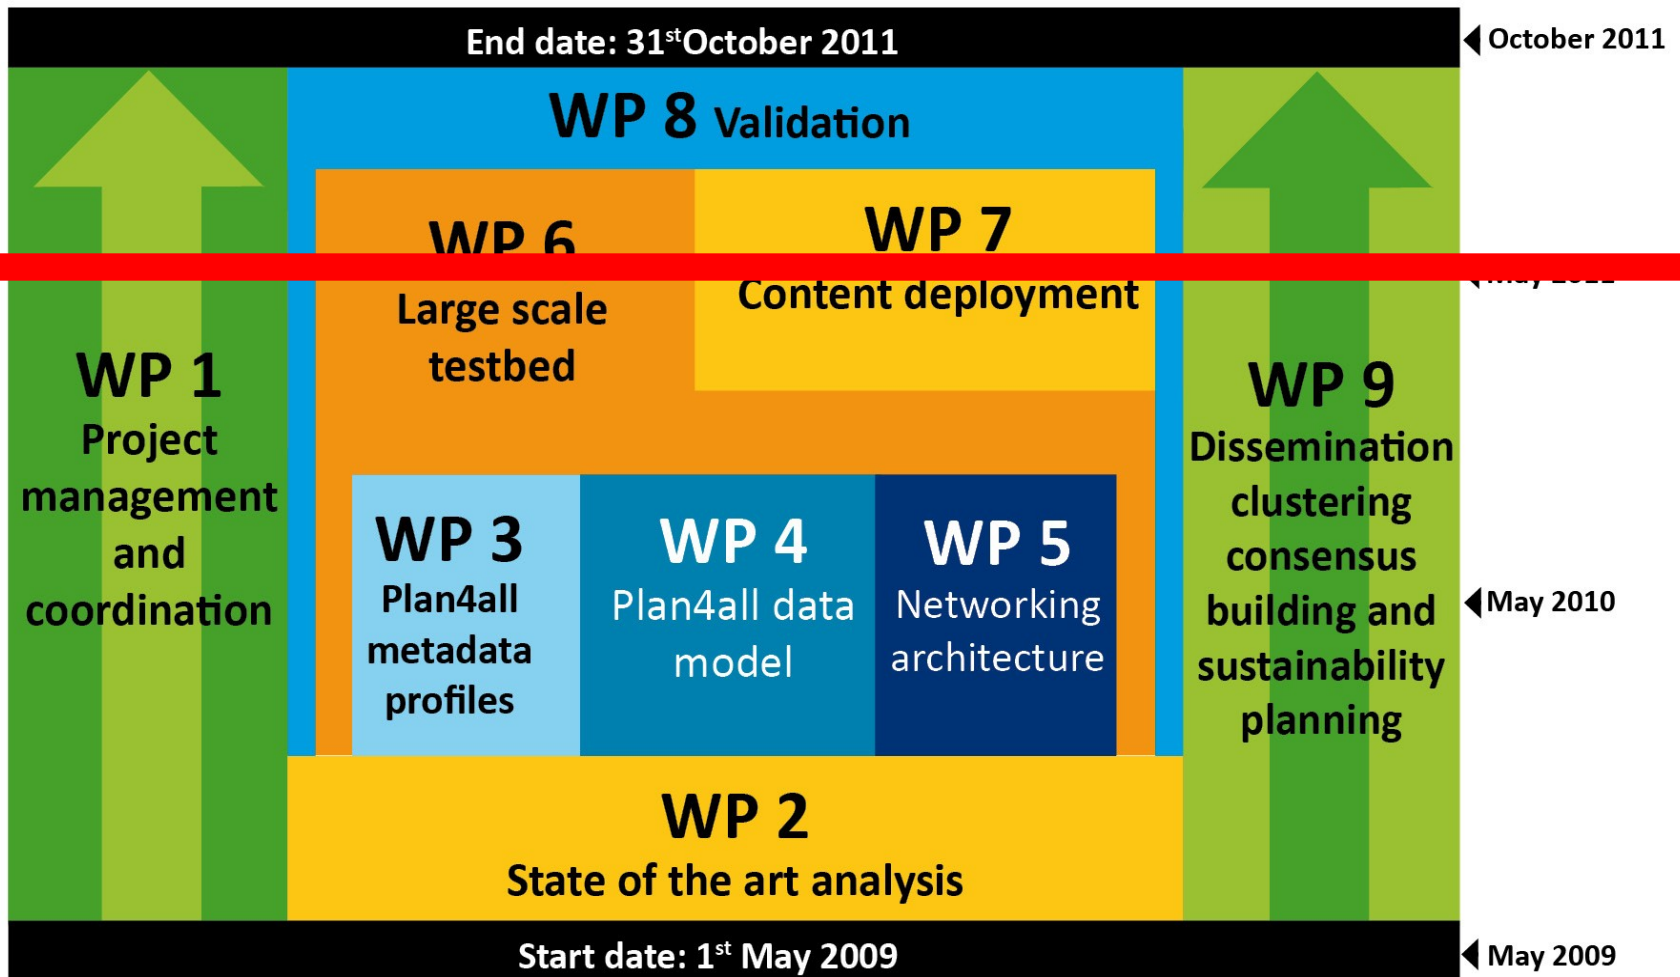 End date: 31stOctober 2011
October 2011
WP 8 Validation
WP 6
Large scale
testbed
WP 7
Content deployment
WP 1
Project
management
and
coordination
WP 9
Dissemination
clustering
consensus
building and
sustainability
planning
WP 3
Plan4all
metadata
profiles
WP 4
Plan4all data
model
WP 5
Networking
architecture
May 2010
WP 2
State of the art analysis
Start date: 1st May 2009
May 2009